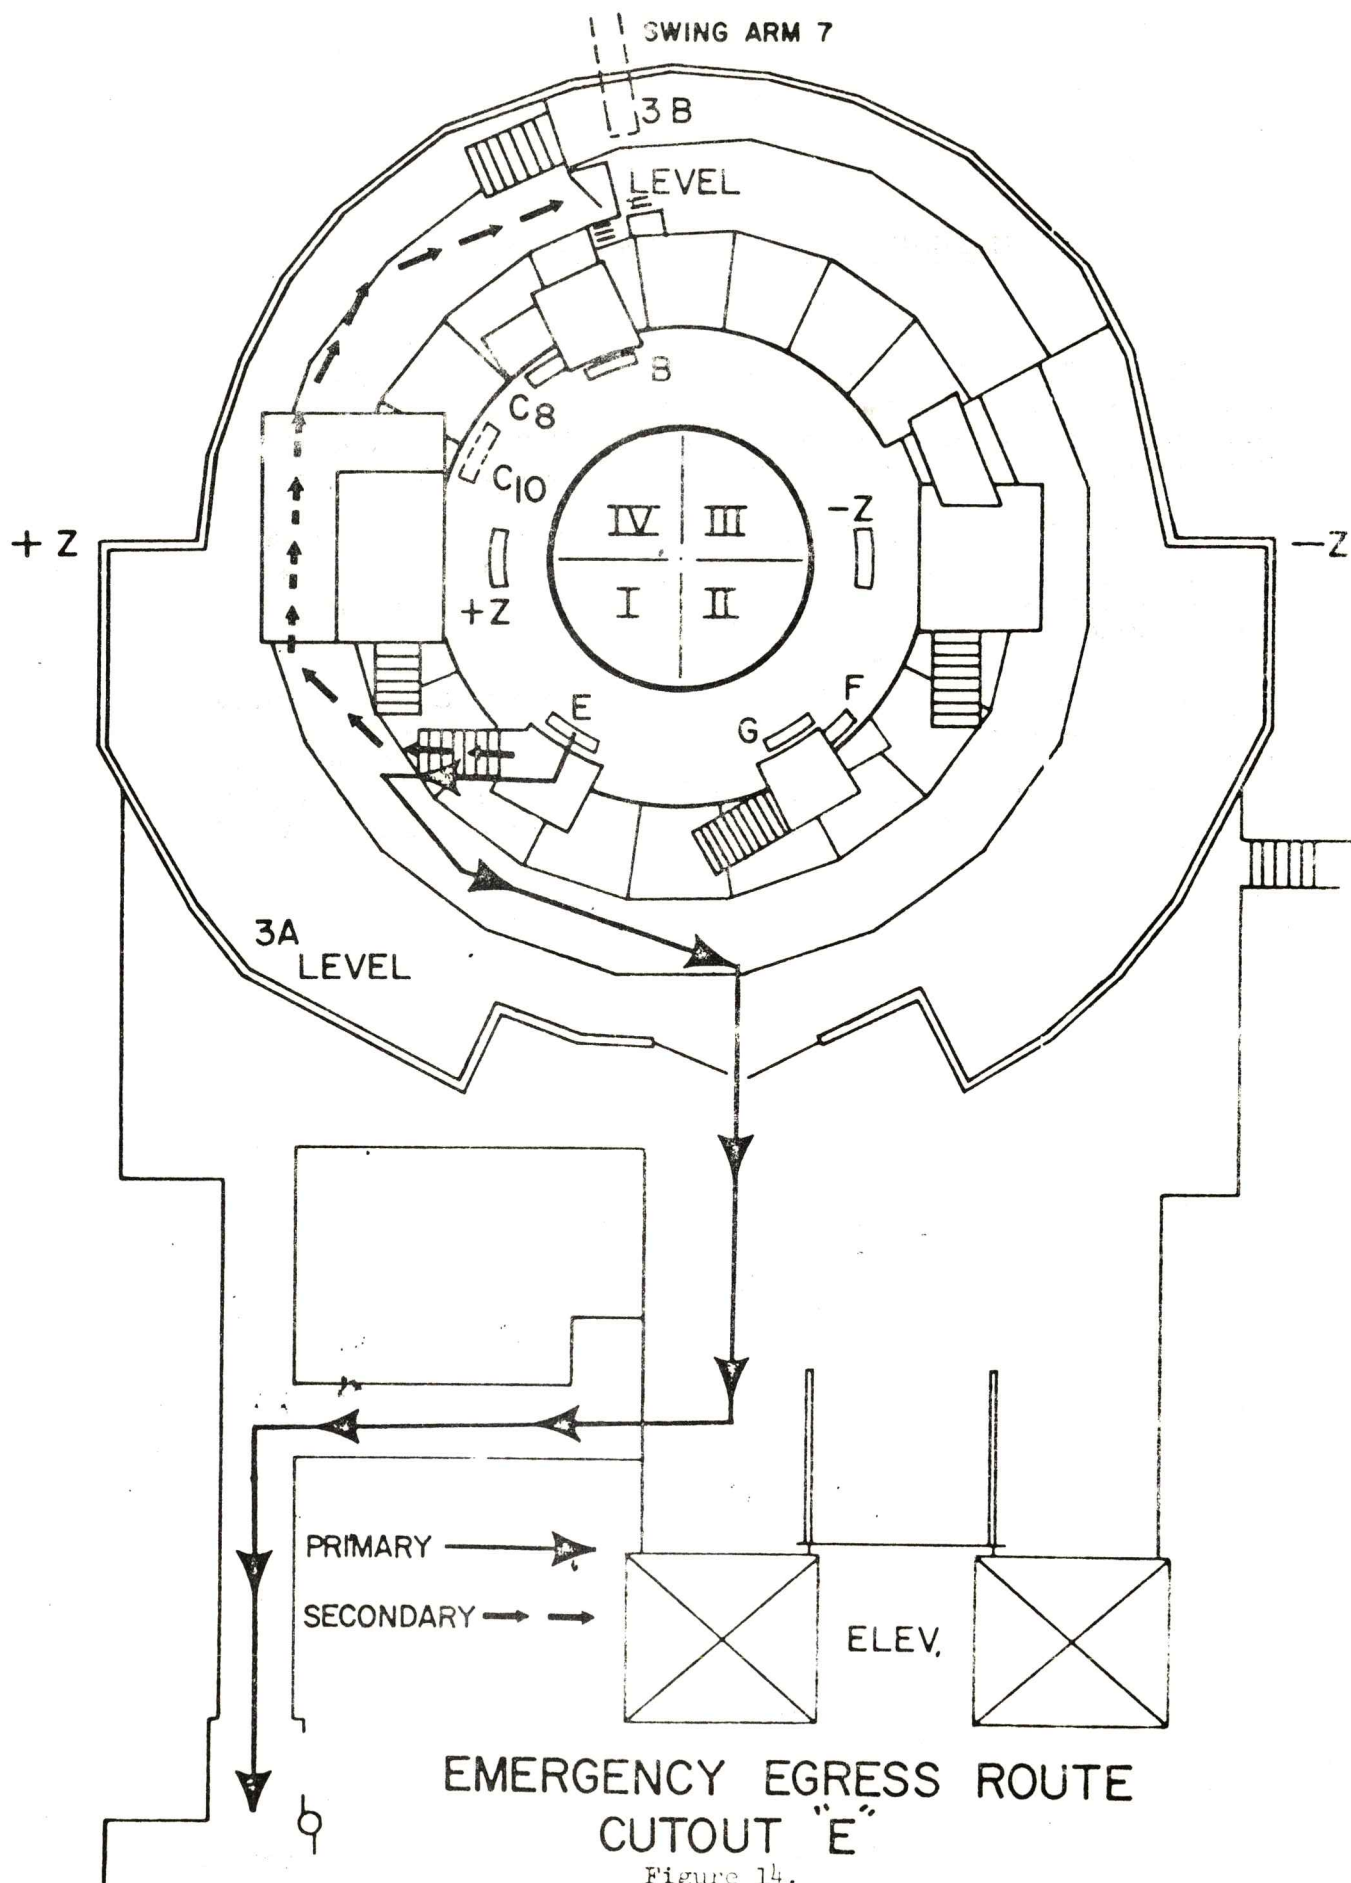 SWING ARM 7
3B
LEVEL
E
B
C8
C10
+Z
IV III
-Z
—Z
I II
+Z
E
F
G
3A
LEVEL
PRIMARY
SECONDARY
ELEV.
EMERGENCY EGRESS ROUTE
CUTOUT "E"
Figure 14.